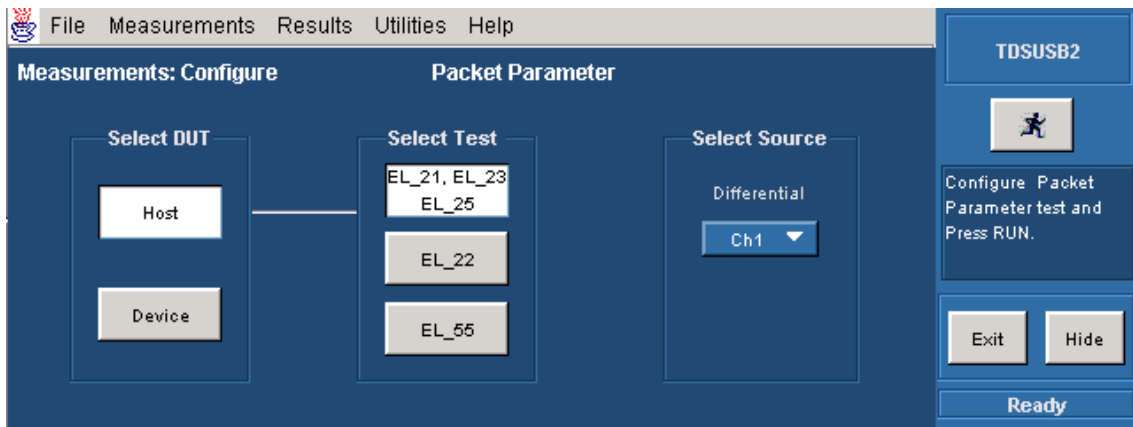 File Measurements Results Utilities Help
Measurements: Configure Packet Parameter
Select DUT
Host
Device
Select Test
EL_21, EL_23
EL_25
EL_22
EL_55
Select Source
Differential
Ch1
TDSUSB2
Configure Packet
Parameter test and
Press RUN.
Exit Hide
Ready